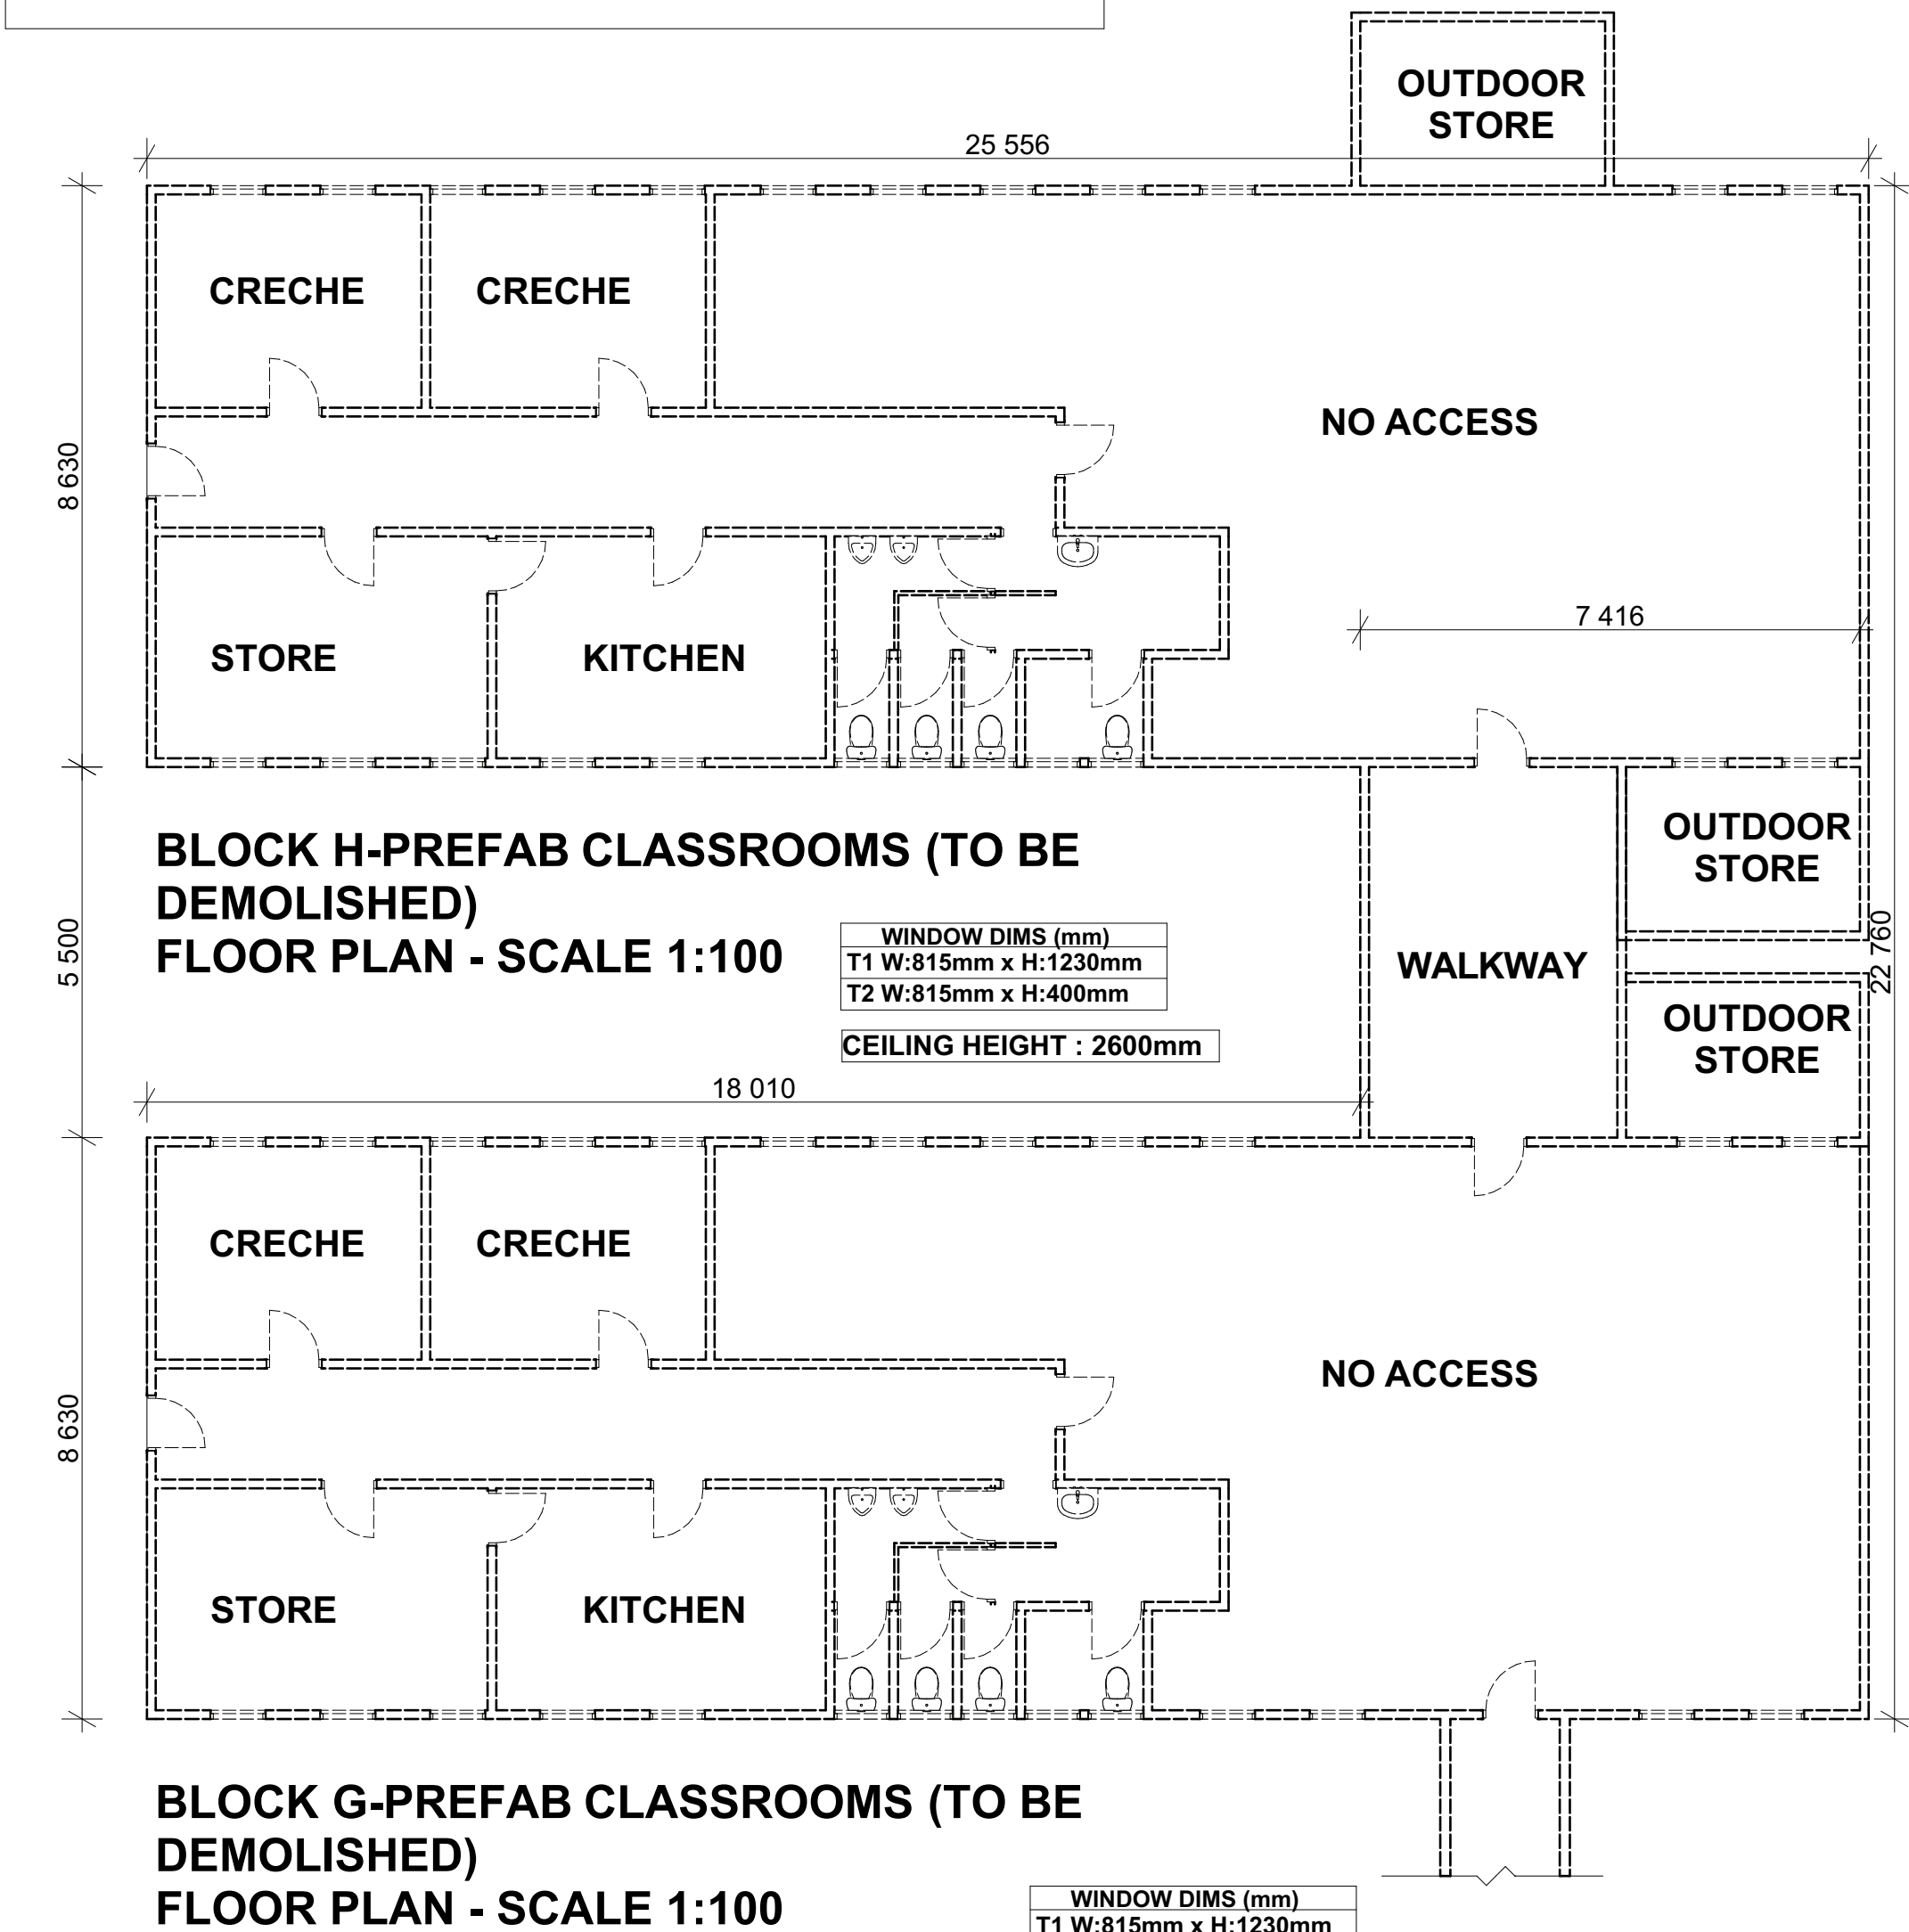 OUTDOOR
STORE
25 556
CRECHE
CRECHE
NO ACCESS
8 630
7 416
STORE
KITCHEN
BLOCK H-PREFAB CLASSROOMS (TO BE
DEMOLISHED)
FLOOR PLAN - SCALE 1:100
WINDOW DIMS (mm)
T1 W:815mm x H:1230mm
T2 W:815mm x H:400mm
CEILING HEIGHT : 2600mm
5 500
WALKWAY
OUTDOOR
STORE
22 760
OUTDOOR
STORE
18 010
CRECHE
CRECHE
NO ACCESS
8 630
STORE
KITCHEN
BLOCK G-PREFAB CLASSROOMS (TO BE
DEMOLISHED)
FLOOR PLAN - SCALE 1:100
WINDOW DIMS (mm)
T1 W:815mm x H:1230mm